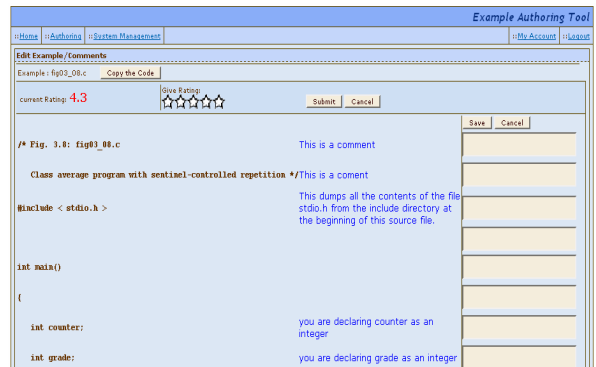 Example Authoring Tool
::Home ::Authoring ::System Management ::My Account ::Logout
Edit Example/Comments
Example : fig03_08.c Copy the Code
current Rating: 4.3 Give Rating: Submit Cancel
Save Cancel
/* Fig. 3.8: fig03_08.c This is a comment
Class average program with sentinel-controlled repetition */ This is a coment
This dumps all the contents of the file
#include < stdio.h > stdio.h from the include directory at
the beginning of this source file.
int main()
{
you are declaring counter as an
int counter;
integer
int grade; you are declaring grade as an integer